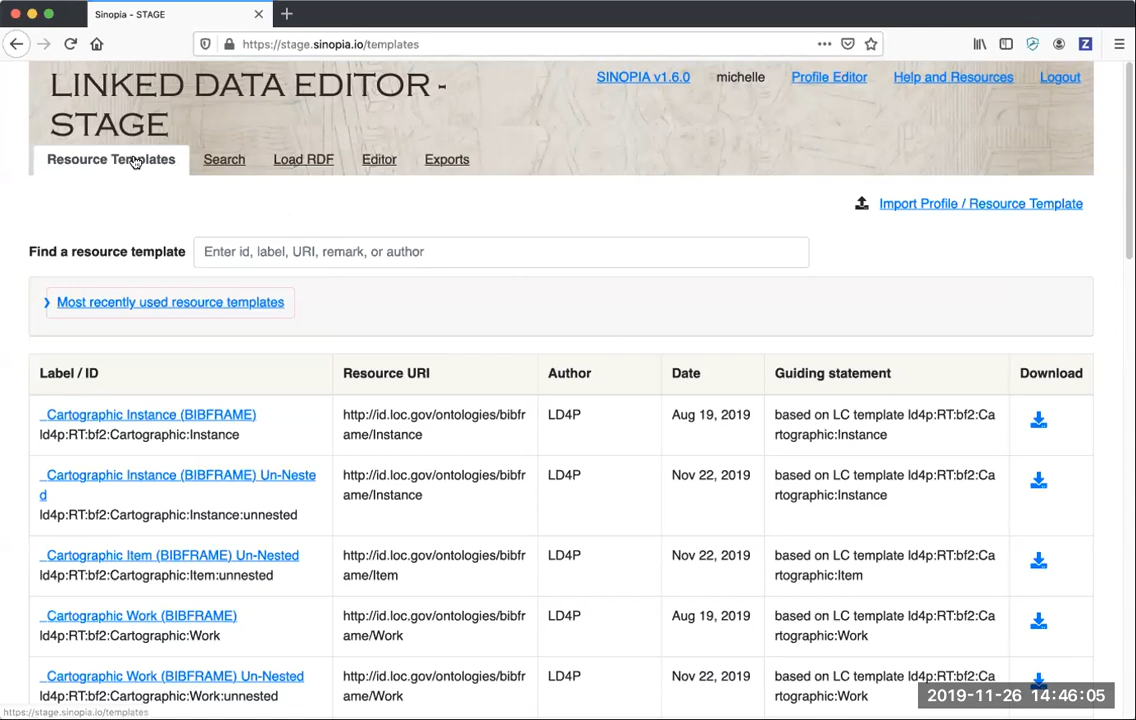 Sinopia - STAGE
https://stage.sinopia.io/templates
LINKED DATA EDITOR -
STAGE
SINOPIA v1.6.0
michelle
Profile Editor
Help and Resources
Logout
Resource Templates
Search
Load RDF
Editor
Exports
Import Profile / Resource Template
Find a resource template
Enter id, label, URI, remark, or author
Most recently used resource templates
Label / ID
Resource URI
Author
Date
Guiding statement
Download
_Cartographic Instance (BIBFRAME)
ld4p:RT:bf2:Cartographic:Instance
http://id.loc.gov/ontologies/bibfr
ame/Instance
LD4P
Aug 19, 2019
based on LC template ld4p:RT:bf2:Ca
rtographic:Instance
_Cartographic Instance (BIBFRAME) Un-Neste
d
ld4p:RT:bf2:Cartographic:Instance:unnested
http://id.loc.gov/ontologies/bibfr
ame/Instance
LD4P
Nov 22, 2019
based on LC template ld4p:RT:bf2:Ca
rtographic:Instance
_Cartographic Item (BIBFRAME) Un-Nested
ld4p:RT:bf2:Cartographic:Item:unnested
http://id.loc.gov/ontologies/bibfr
ame/Item
LD4P
Nov 22, 2019
based on LC template ld4p:RT:bf2:Ca
rtographic:Item
_Cartographic Work (BIBFRAME)
ld4p:RT:bf2:Cartographic:Work
http://id.loc.gov/ontologies/bibfr
ame/Work
LD4P
Aug 19, 2019
based on LC template ld4p:RT:bf2:Ca
rtographic:Work
_Cartographic Work (BIBFRAME) Un-Nested
ld4p:RT:bf2:Cartographic:Work:unnested
http://id.loc.gov/ontologies/bibfr
ame/Work
LD4P
Nov 22, 2019
based on LC template ld4p:RT:bf2:Ca
rtographic:Work
2019-11-26 14:46:05
https://stage.sinopia.io/templates